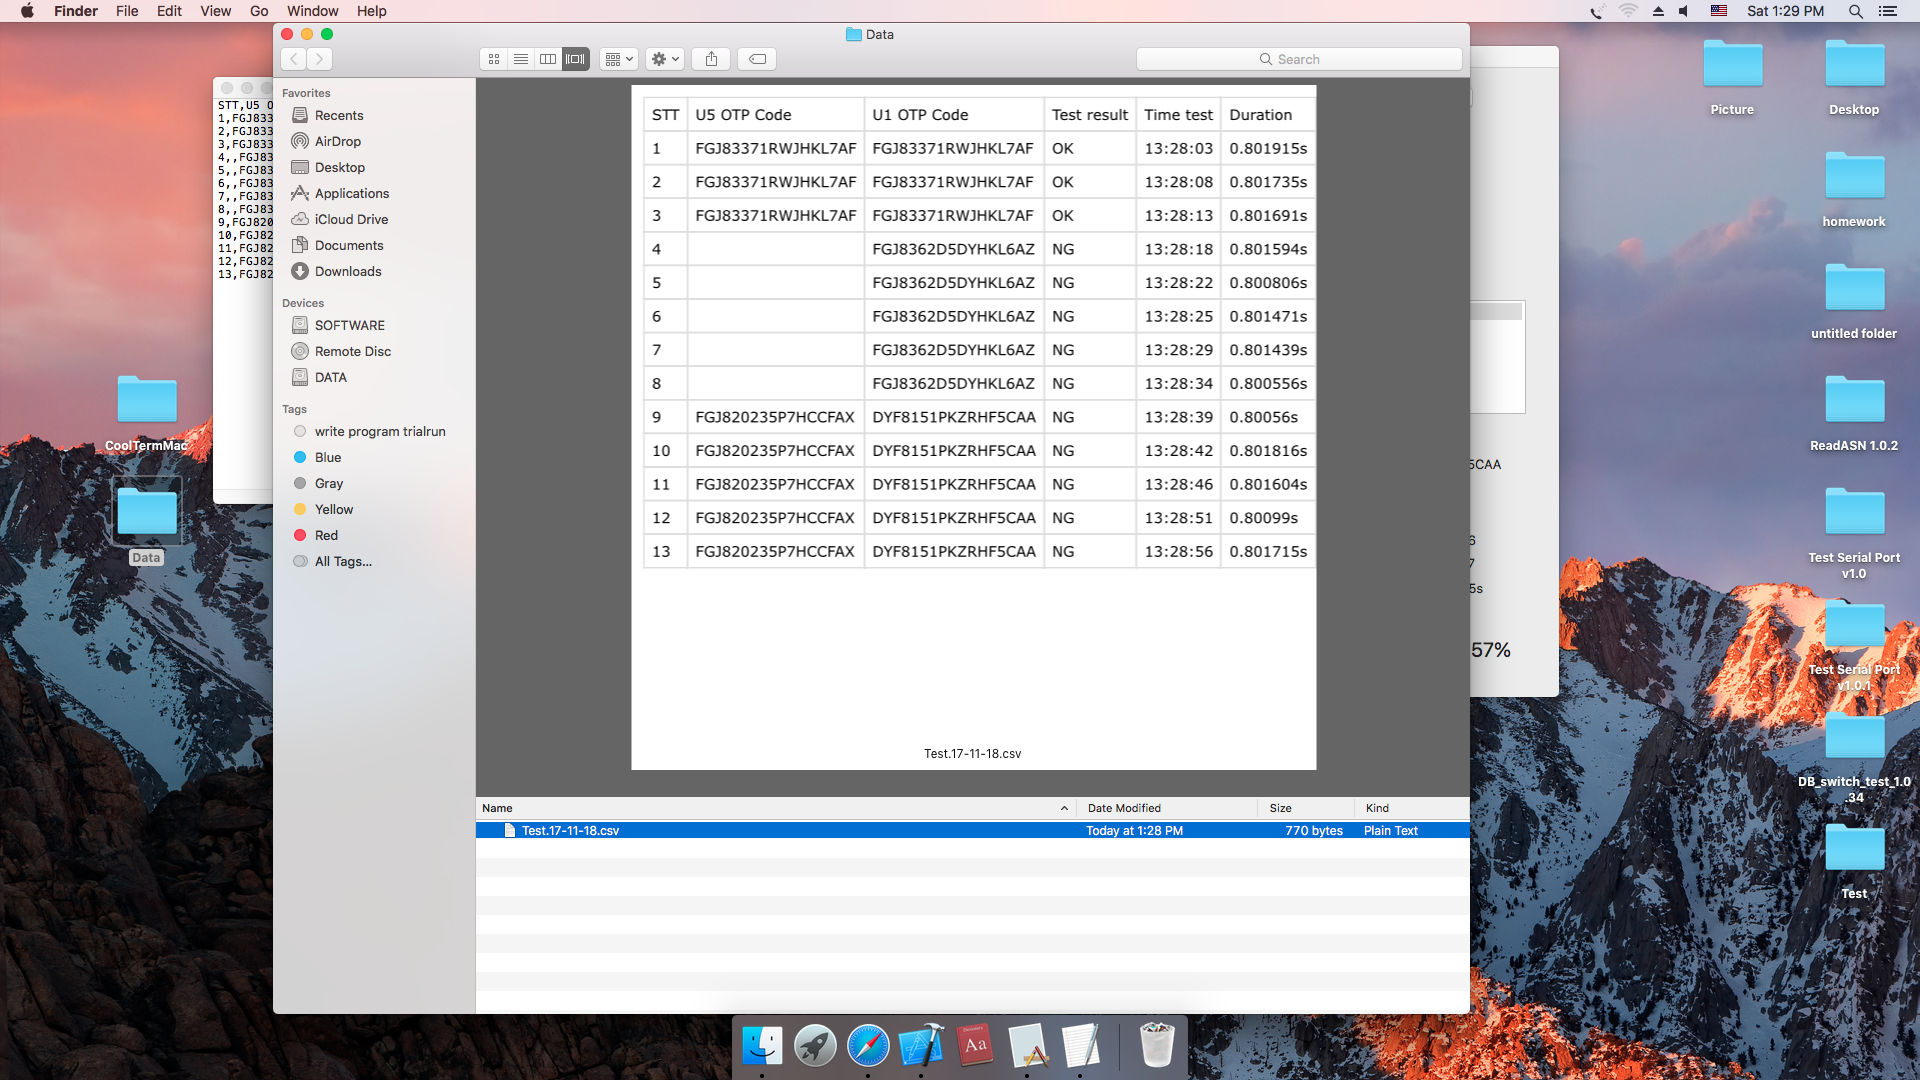 Finder File Edit View Go Window Help
Sat 1:29 PM
Data
Search
STT,U5 O
1,FGJ833
2,FGJ833
3,FGJ833
4,,FGJ83
5,,FGJ83
6,,FGJ83
7,,FGJ83
8,,FGJ83
9,FGJ820
10,FGJ82
11,FGJ82
12,FGJ82
13,FGJ82
Favorites
Recents
AirDrop
Desktop
Applications
iCloud Drive
Documents
Downloads
Devices
SOFTWARE
Remote Disc
DATA
Tags
write program trialrun
Blue
Gray
Yellow
Red
All Tags...
STT U5 OTP Code U1 OTP Code Test result Time test Duration
1 FGJ83371RWJHKL7AF FGJ83371RWJHKL7AF OK 13:28:03 0.801915s
2 FGJ83371RWJHKL7AF FGJ83371RWJHKL7AF OK 13:28:08 0.801735s
3 FGJ83371RWJHKL7AF FGJ83371RWJHKL7AF OK 13:28:13 0.801691s
4 FGJ8362D5DYHKL6AZ NG 13:28:18 0.801594s
5 FGJ8362D5DYHKL6AZ NG 13:28:22 0.800806s
6 FGJ8362D5DYHKL6AZ NG 13:28:25 0.801471s
7 FGJ8362D5DYHKL6AZ NG 13:28:29 0.801439s
8 FGJ8362D5DYHKL6AZ NG 13:28:34 0.800556s
9 FGJ820235P7HCCFAX DYF8151PKZRHF5CAA NG 13:28:39 0.80056s
10 FGJ820235P7HCCFAX DYF8151PKZRHF5CAA NG 13:28:42 0.801816s
11 FGJ820235P7HCCFAX DYF8151PKZRHF5CAA NG 13:28:46 0.801604s
12 FGJ820235P7HCCFAX DYF8151PKZRHF5CAA NG 13:28:51 0.80099s
13 FGJ820235P7HCCFAX DYF8151PKZRHF5CAA NG 13:28:56 0.801715s
Test.17-11-18.csv
Name Date Modified Size Kind
Test.17-11-18.csv Today at 1:28 PM 770 bytes Plain Text
5CAA
6
7
5s
57%
CoolTermMac
Data
Picture
Desktop
homework
untitled folder
ReadASN 1.0.2
Test Serial Port
v1.0
Test Serial Port
v1.0.1
DB_switch_test_1.0
.34
Test
Dictionary
Aa